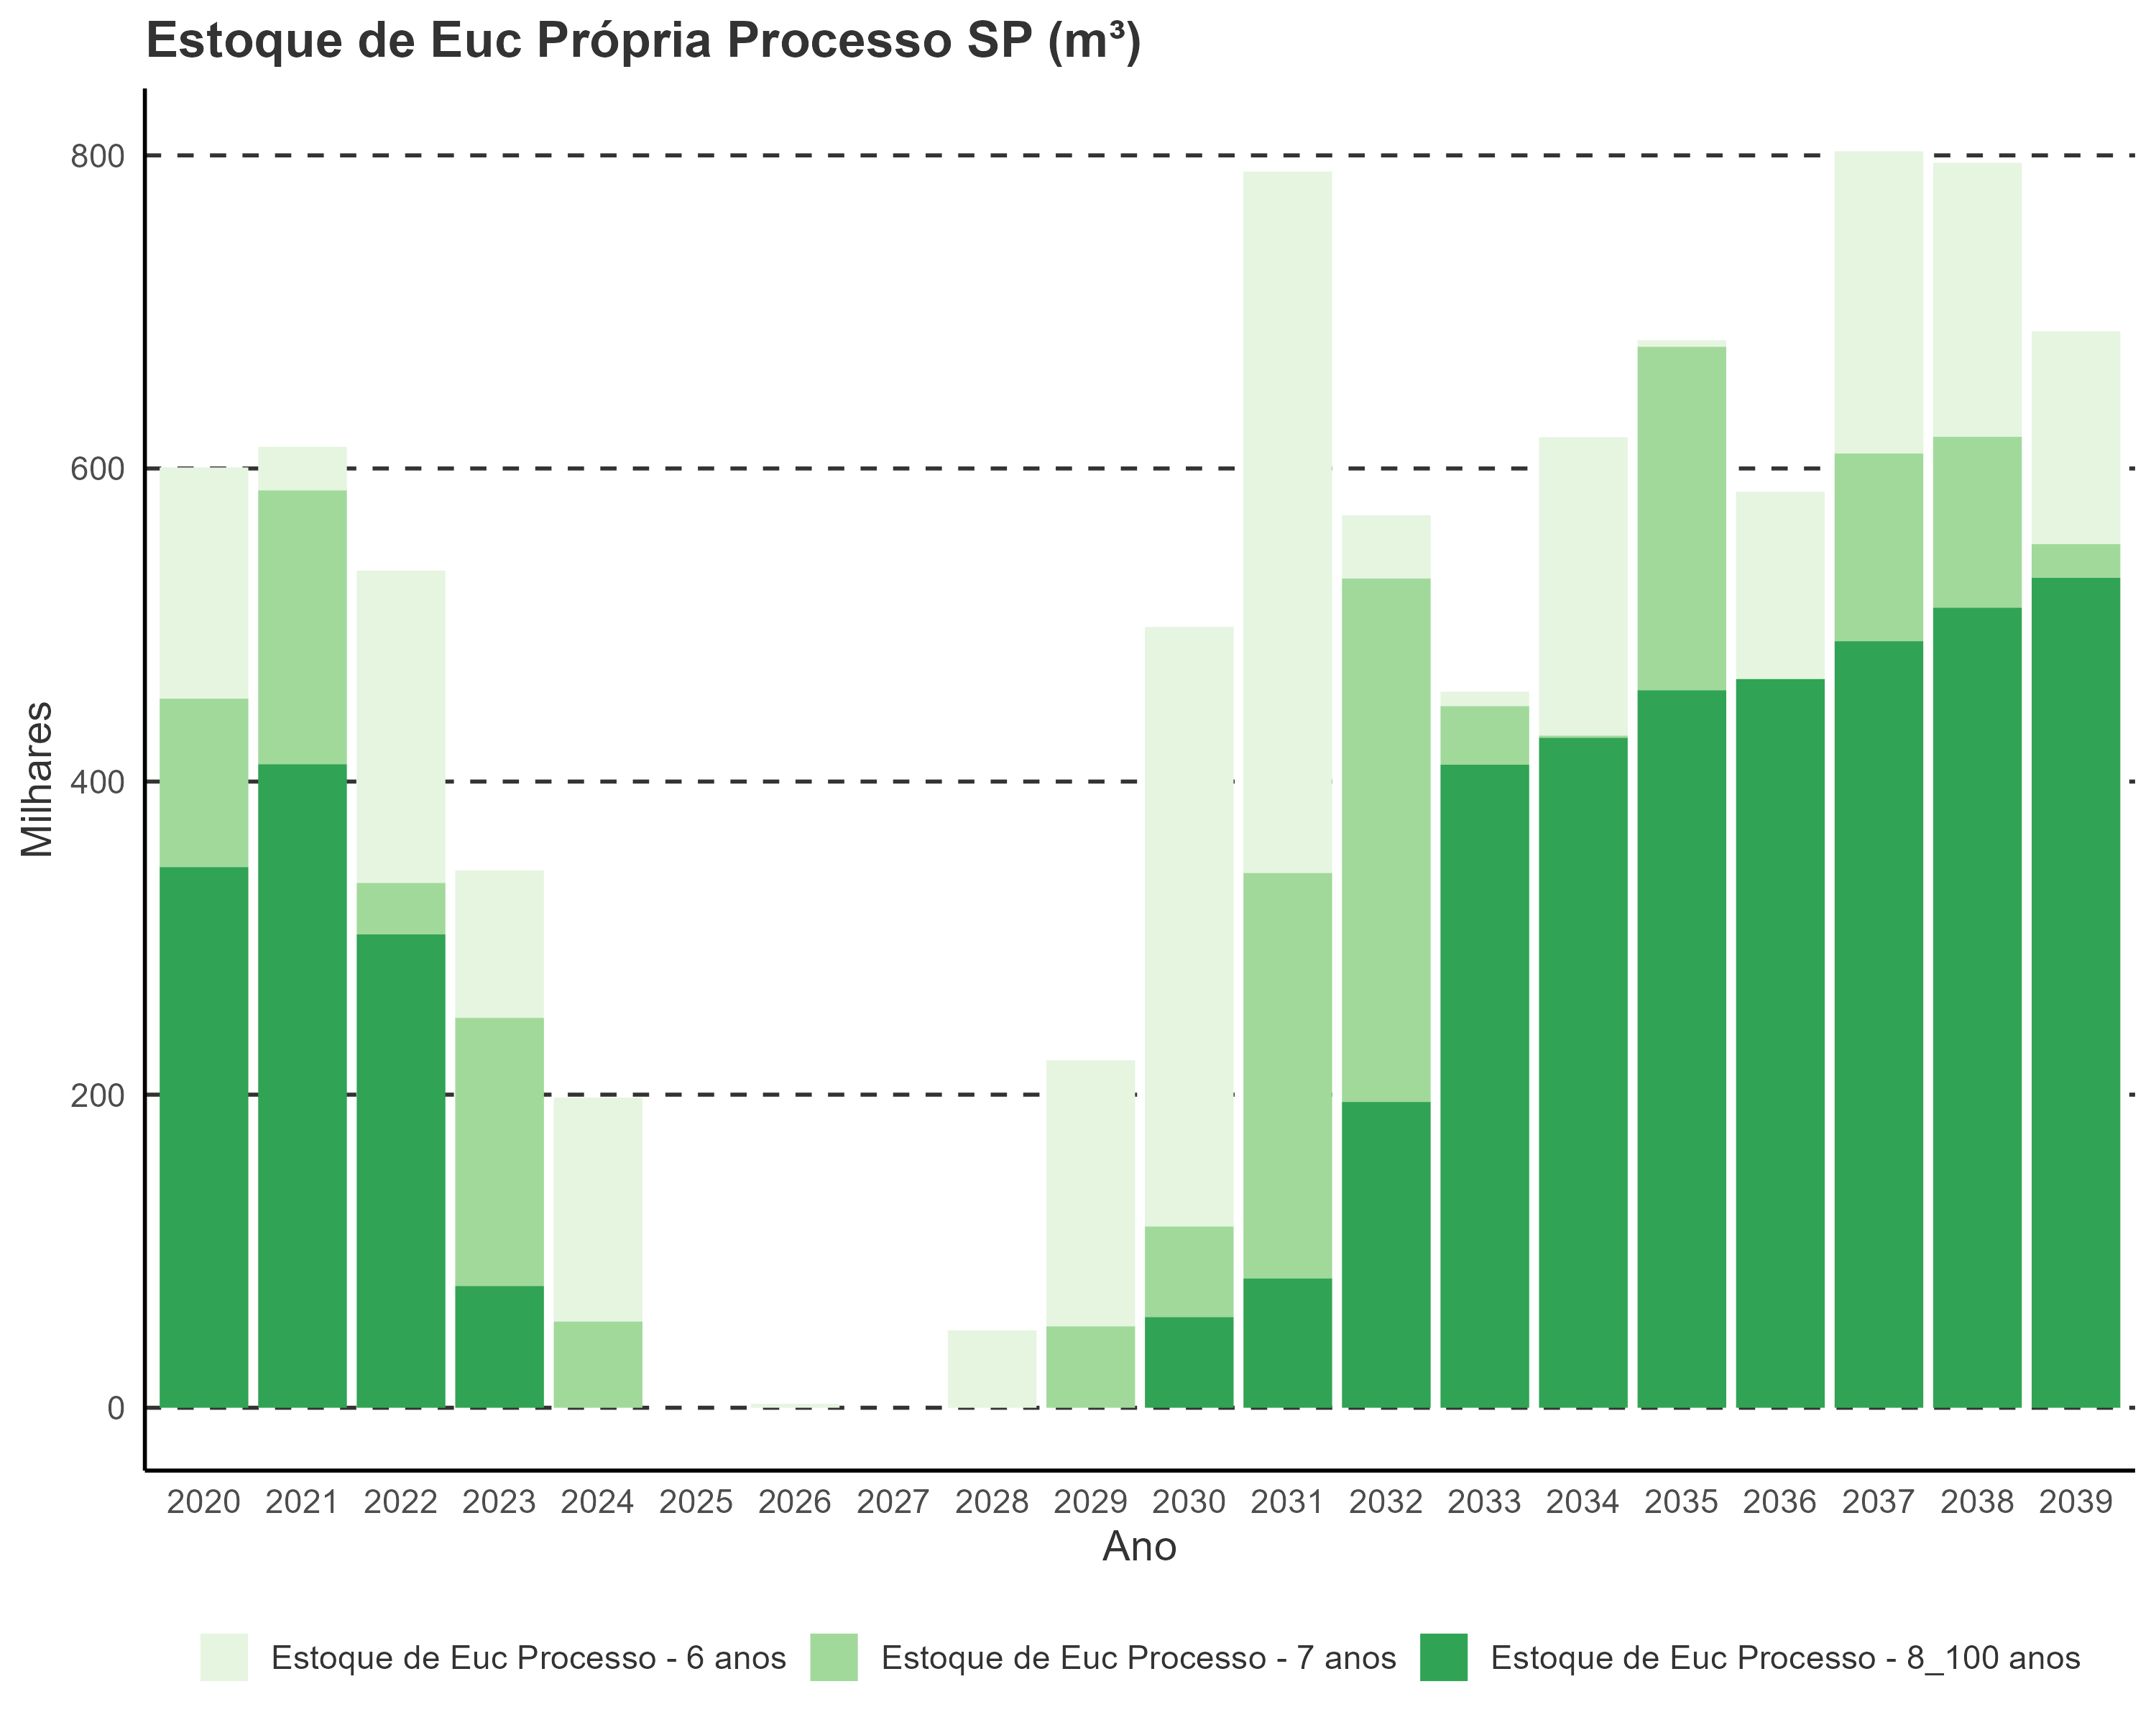 Estoque de Euc Própria Processo SP (m³)
800
600
400
200
0
Milhares
2020 2021 2022 2023 2024 2025 2026 2027 2028 2029 2030 2031 2032 2033 2034 2035 2036 2037 2038 2039
Ano
Estoque de Euc Processo - 6 anos Estoque de Euc Processo - 7 anos Estoque de Euc Processo - 8_100 anos